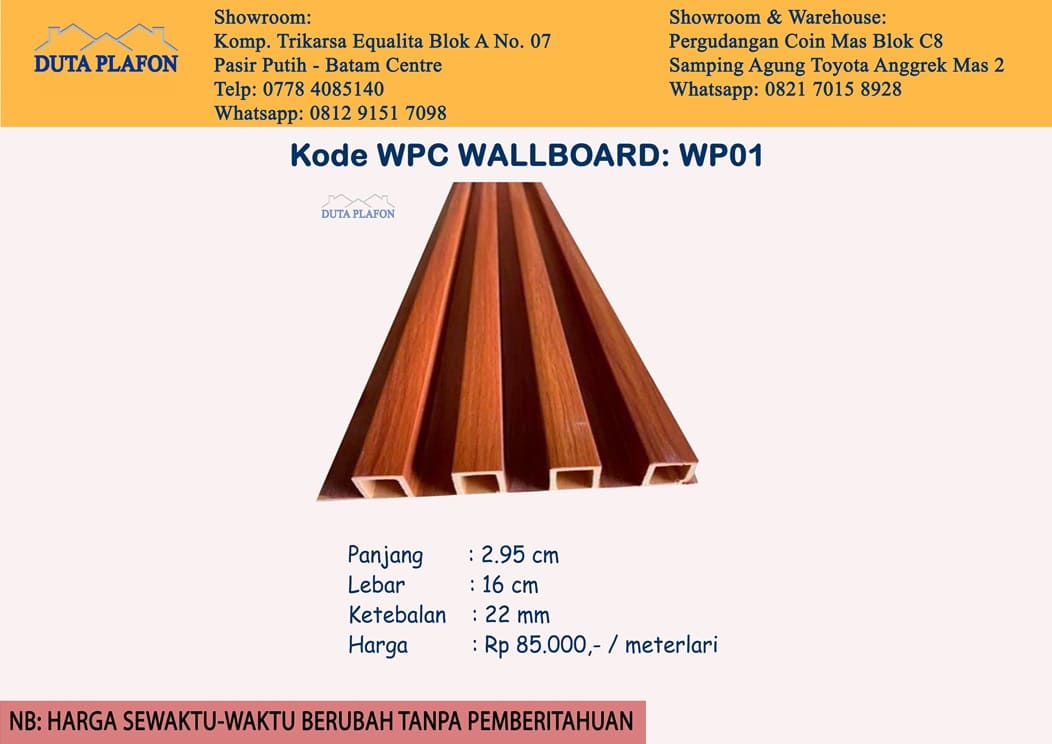 DUTA PLAFON
Showroom:
Komp. Trikarsa Equalita Blok A No. 07
Pasir Putih - Batam Centre
Telp: 0778 4085140
Whatsapp: 0812 9151 7098
Showroom & Warehouse:
Pergudangan Coin Mas Blok C8
Samping Agung Toyota Anggrek Mas 2
Whatsapp: 0821 7015 8928
Kode WPC WALLBOARD: WP01
DUTA PLAFON
Panjang : 2.95 cm
Lebar : 16 cm
Ketebalan : 22 mm
Harga : Rp 85.000,- / meterlari
NB: HARGA SEWAKTU-WAKTU BERUBAH TANPA PEMBERITAHUAN